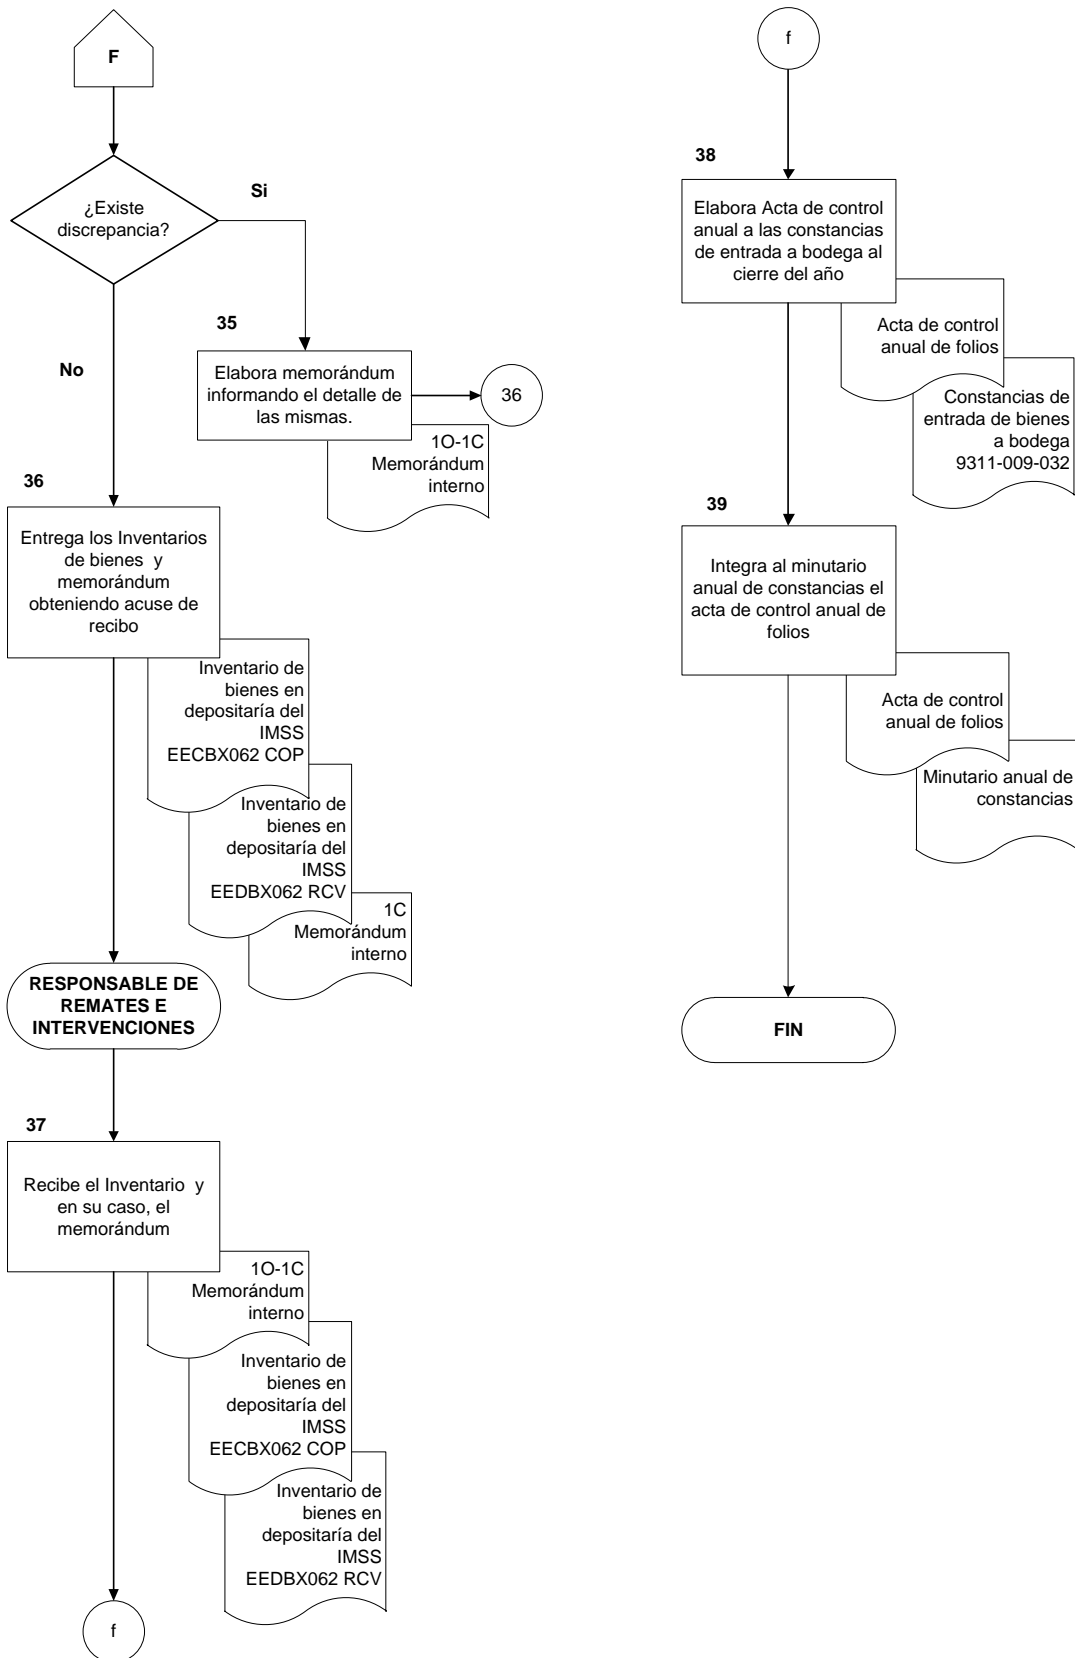 F
¿Existe
discrepancia?
Si
No
35
Elabora memorándum
informando el detalle de
las mismas.
36
1O-1C
Memorándum
interno
36
Entrega los Inventarios
de bienes y
memorándum
obteniendo acuse de
recibo
Inventario de
bienes en
depositaría del
IMSS
EECBX062 COP
Inventario de
bienes en
depositaría del
IMSS
EEDBX062 RCV
1C
Memorándum
interno
RESPONSABLE DE
REMATES E
INTERVENCIONES
37
Recibe el Inventario y
en su caso, el
memorándum
1O-1C
Memorándum
interno
Inventario de
bienes en
depositaría del
IMSS
EECBX062 COP
Inventario de
bienes en
depositaría del
IMSS
EEDBX062 RCV
f
f
38
Elabora Acta de control
anual a las constancias
de entrada a bodega al
cierre del año
Acta de control
anual de folios
Constancias de
entrada de bienes
a bodega
9311-009-032
39
Integra al minutario
anual de constancias el
acta de control anual de
folios
Acta de control
anual de folios
Minutario anual de
constancias
FIN